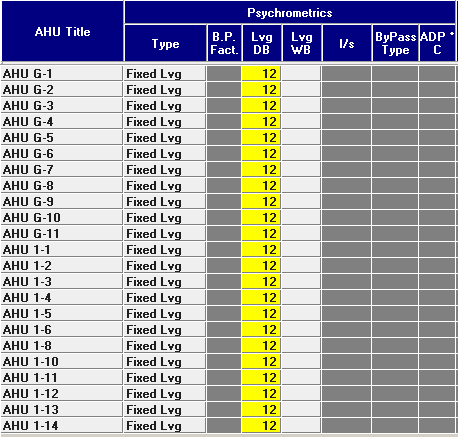 AHU Title
Psychrometrics
Type B.P. Fact. Lvg DB Lvg WB l/s ByPass Type ADP * C
AHU G-1 Fixed Lvg 12
AHU G-2 Fixed Lvg 12
AHU G-3 Fixed Lvg 12
AHU G-4 Fixed Lvg 12
AHU G-5 Fixed Lvg 12
AHU G-6 Fixed Lvg 12
AHU G-7 Fixed Lvg 12
AHU G-8 Fixed Lvg 12
AHU G-9 Fixed Lvg 12
AHU G-10 Fixed Lvg 12
AHU G-11 Fixed Lvg 12
AHU 1-1 Fixed Lvg 12
AHU 1-2 Fixed Lvg 12
AHU 1-3 Fixed Lvg 12
AHU 1-4 Fixed Lvg 12
AHU 1-5 Fixed Lvg 12
AHU 1-6 Fixed Lvg 12
AHU 1-8 Fixed Lvg 12
AHU 1-10 Fixed Lvg 12
AHU 1-11 Fixed Lvg 12
AHU 1-12 Fixed Lvg 12
AHU 1-13 Fixed Lvg 12
AHU 1-14 Fixed Lvg 12